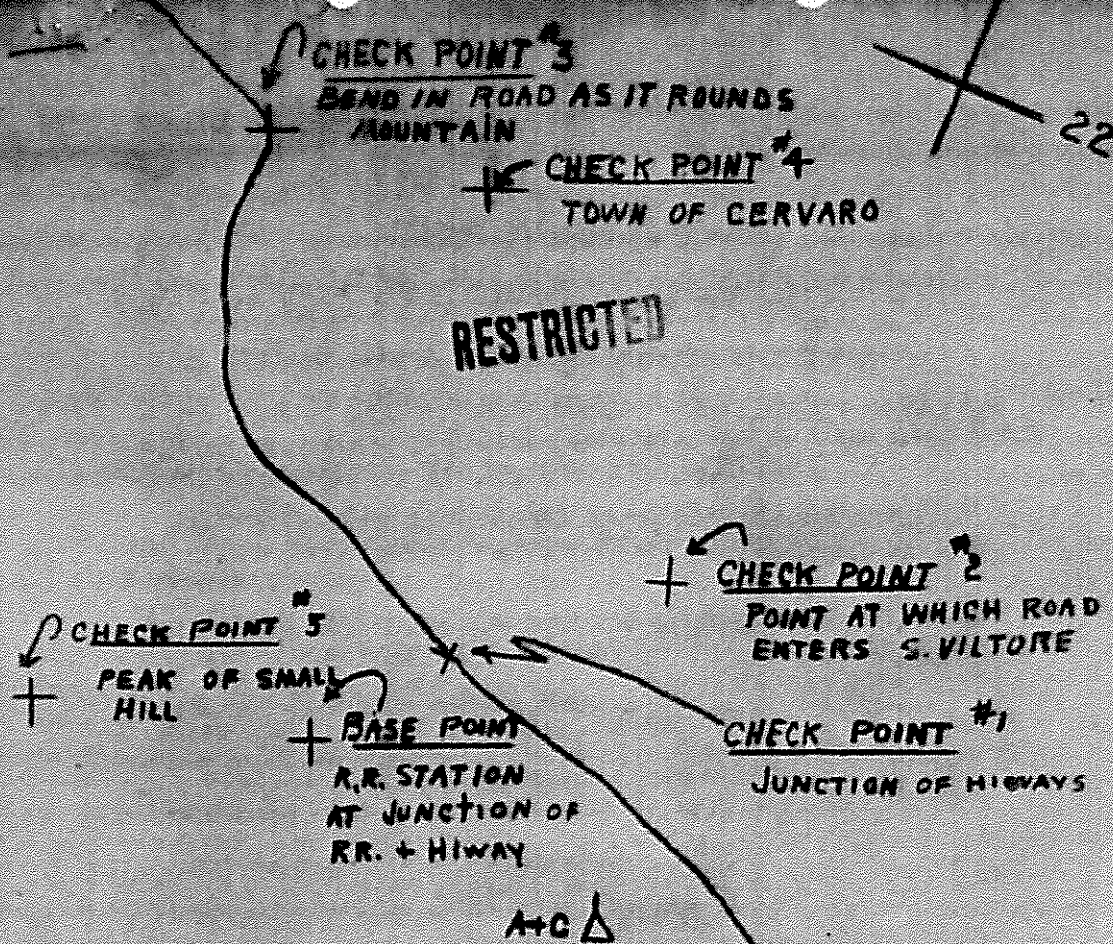 CHECK POINT #3
BEND IN ROAD AS IT ROUNDS
MOUNTAIN
22
CHECK POINT #4
TOWN OF CERVARO
RESTRICTED
CHECK POINT #2
POINT AT WHICH ROAD
ENTERS S. VILTORE
CHECK POINT #5
PEAK OF SMALL
HILL
BASE POINT
R.R. STATION
AT JUNCTION OF
RR. + HIWAY
CHECK POINT #1
JUNCTION OF HIWAYS
A+C